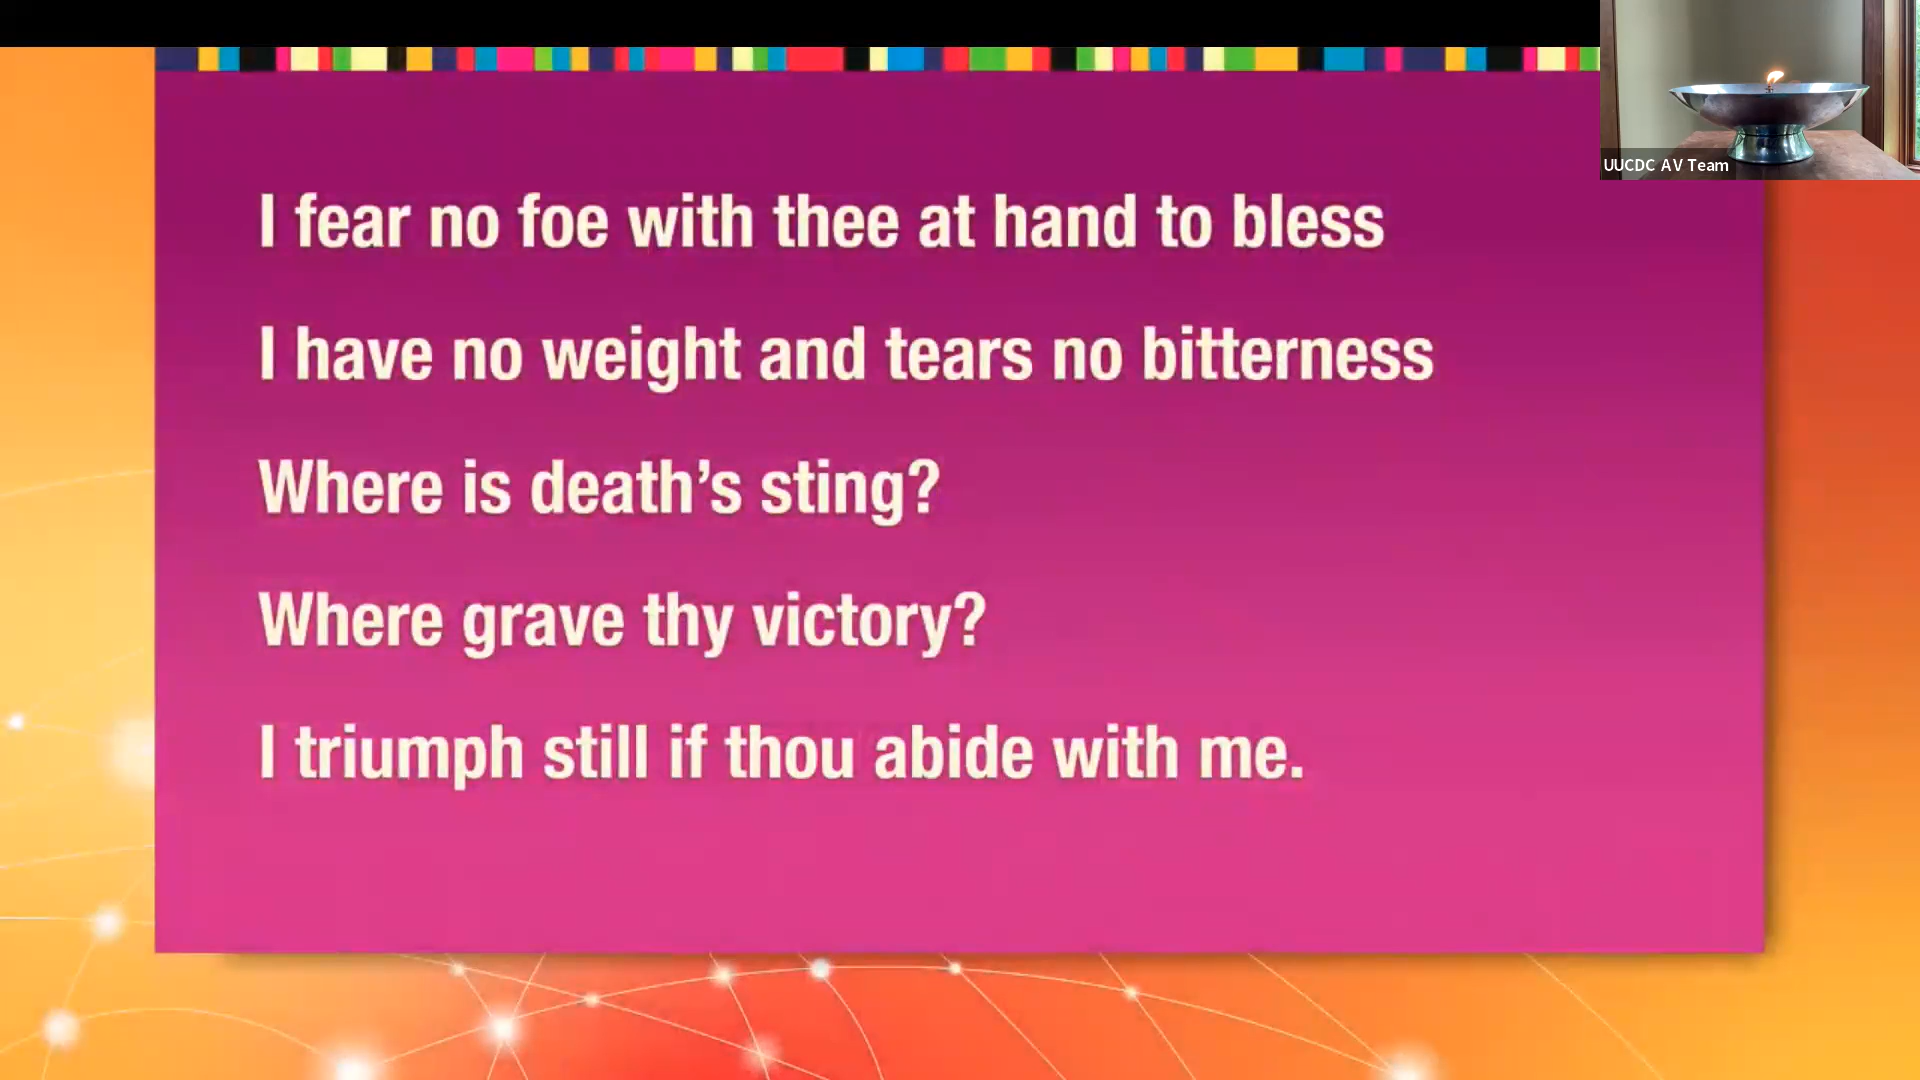 UUCDC AV Team
I fear no foe with thee at hand to bless
I have no weight and tears no bitterness
Where is death’s sting?
Where grave thy victory?
I triumph still if thou abide with me.